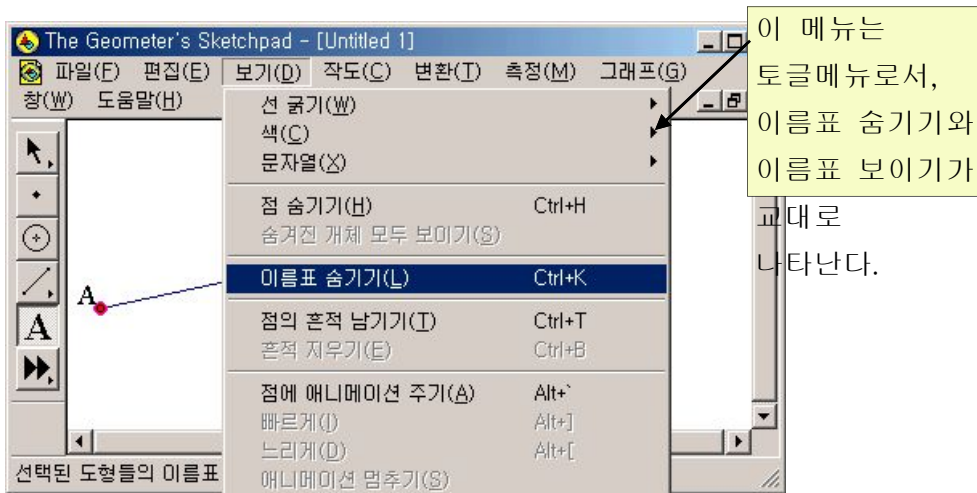 The Geometer's Sketchpad - [Untitled 1]
파일(F) 편집(E) 보기(D) 작도(C) 변환(T) 측정(M) 그래프(G)
창(W) 도움말(H)
선 굵기(W)
색(C)
문자열(X)
점 숨기기(H) Ctrl+H
숨겨진 개체 모두 보이기(S)
이름표 숨기기(L) Ctrl+K
점의 흔적 남기기(T) Ctrl+T
흔적 지우기(E) Ctrl+B
점에 애니메이션 주기(A) Alt+`
빠르게(I) Alt+]
느리게(D) Alt+[
애니메이션 멈추기(S)
A
A
선택된 도형들의 이름표
이 메뉴는
토글메뉴로서,
이름표 숨기기와
이름표 보이기가
교대로
나타난다.